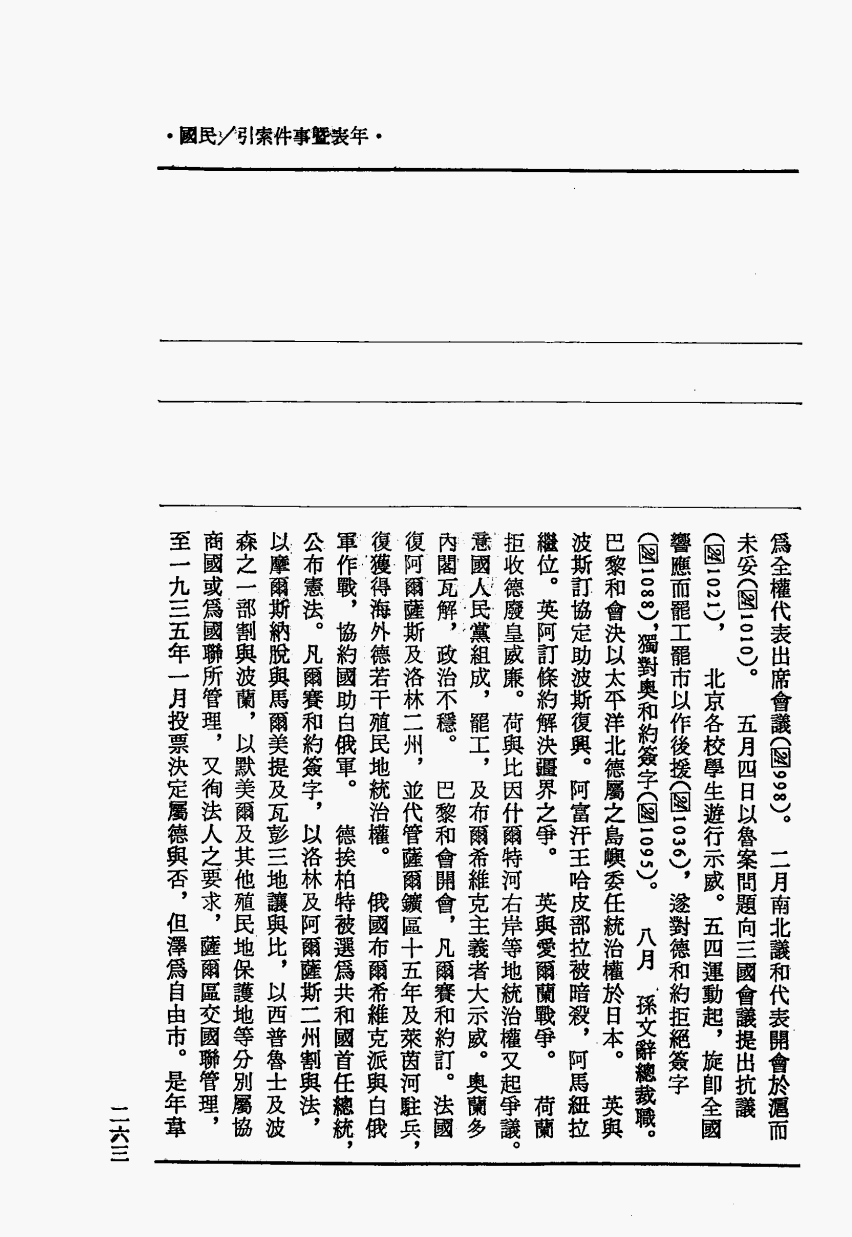 ・國民／引索件事暨表年・
爲全權代表出席會議(圖998)。　二月南北議和代表開會於滬而
未妥(圖1010)。　五月四日以魯案問題向三國會議提出抗議
(圖1021)，　北京各校學生遊行示威。五四運動起，旋卽全國
響應而罷工罷市以作後援(圖1036)，遂對德和約拒絕簽字
(圖1088)，獨對奧和約簽字(圖1095)。　八月　孫文辭總裁職。
巴黎和會決以太平洋北德屬之島嶼委任統治權於日本。　英與
波斯訂協定助波斯復興。阿富汗王哈皮部拉被暗殺，阿馬紐拉
繼位。英阿訂條約解決疆界之爭。　英與愛爾蘭戰爭。　荷蘭
拒收德廢皇威廉。荷與比因什爾特河右岸等地統治權又起爭議。
意國人民黨組成，罷工，及布爾希維克主義者大示威。奧蘭多
內閣瓦解，政治不穩。　巴黎和會開會，凡爾賽和約訂。法國
復阿爾薩斯及洛林二州，並代管薩爾鑛區十五年及萊茵河駐兵，
復獲得海外德若干殖民地統治權。　俄國布爾希維克派與白俄
軍作戰，協約國助白俄軍。　德挨柏特被選爲共和國首任總統，
公布憲法。凡爾賽和約簽字，以洛林及阿爾薩斯二州割與法，
以摩爾斯納脫與馬爾美提及瓦彭三地讓與比，以西普魯士及波
森之一部割與波蘭，以默美爾及其他殖民地保護地等分別屬協
商國或爲國聯所管理，又徇法人之要求，薩爾區交國聯管理，
至一九三五年一月投票決定屬德與否，但澤爲自由市。是年韋
二六三